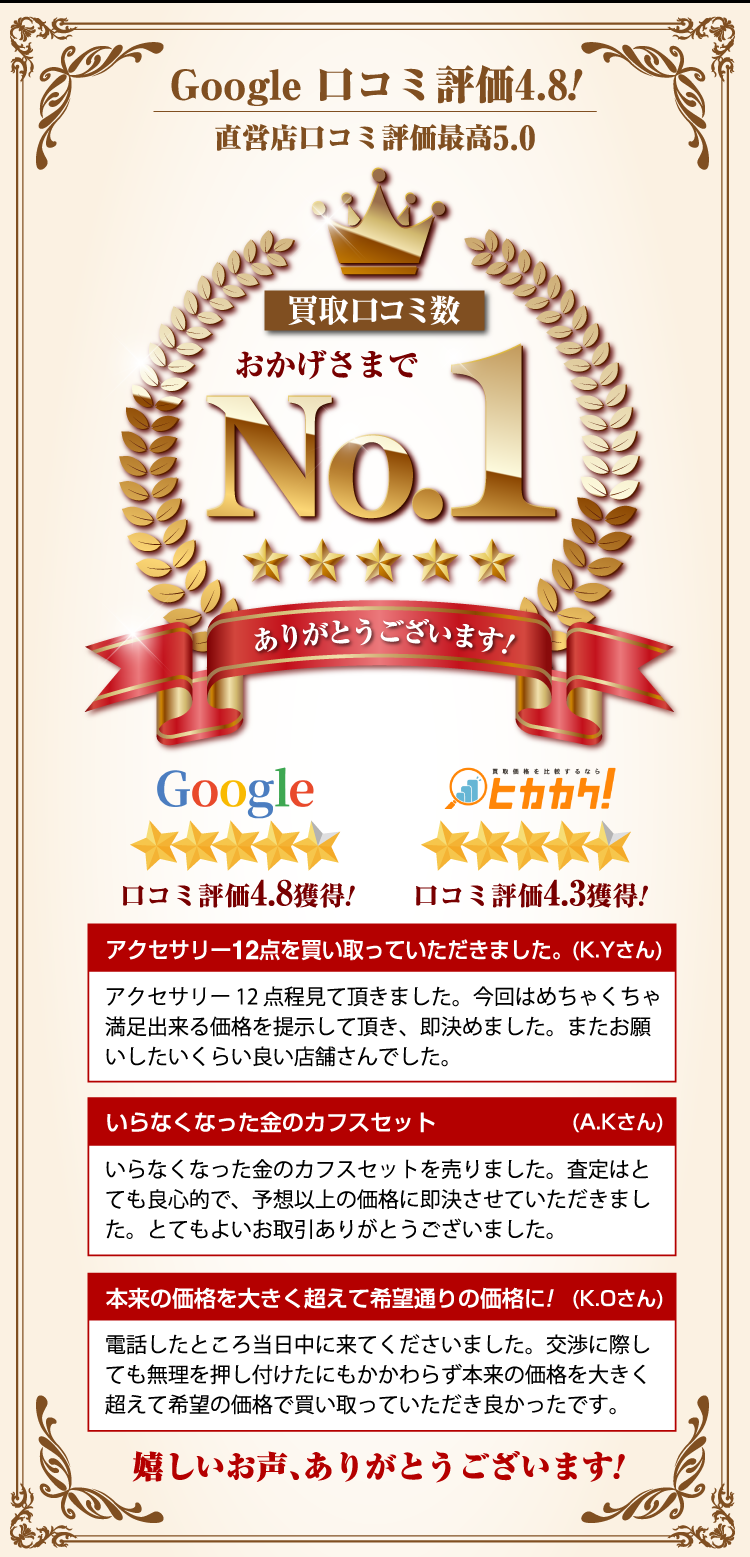 Google 口コミ評価4.8!
直営店口コミ評価最高5.0
買取口コミ数
おかげさまで
No.1
ありがとうございます!
Google
買取価格を比較するなら
ヒカカク!
口コミ評価4.8獲得!
口コミ評価4.3獲得!
アクセサリー12点を買い取っていただきました。(K.Yさん)
アクセサリー 12 点程見て頂きました。今回はめちゃくちゃ
満足出来る価格を提示して頂き、即決めました。またお願
いしたいくらい良い店舗さんでした。
いらなくなった金のカフスセット (A.Kさん)
いらなくなった金のカフスセットを売りました。査定はと
ても良心的で、予想以上の価格に即決させていただきまし
た。とてもよいお取引ありがとうございました。
本来の価格を大きく超えて希望通りの価格に! (K.Oさん)
電話したところ当日中に来てくださいました。交渉に際し
ても無理を押し付けたにもかかわらず本来の価格を大きく
超えて希望の価格で買い取っていただき良かったです。
嬉しいお声、ありがとうございます!